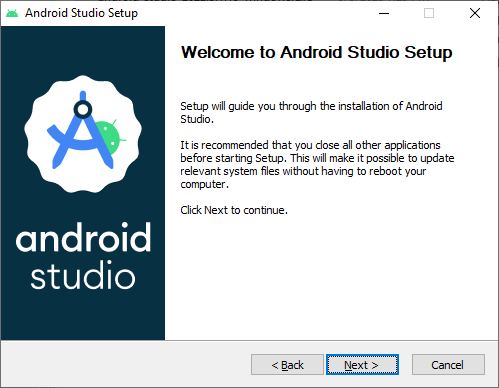 Android Studio Setup
Welcome to Android Studio Setup
Setup will guide you through the installation of Android
Studio.
It is recommended that you close all other applications
before starting Setup. This will make it possible to update
relevant system files without having to reboot your
computer.
Click Next to continue.
android
studio
< Back
Next >
Cancel